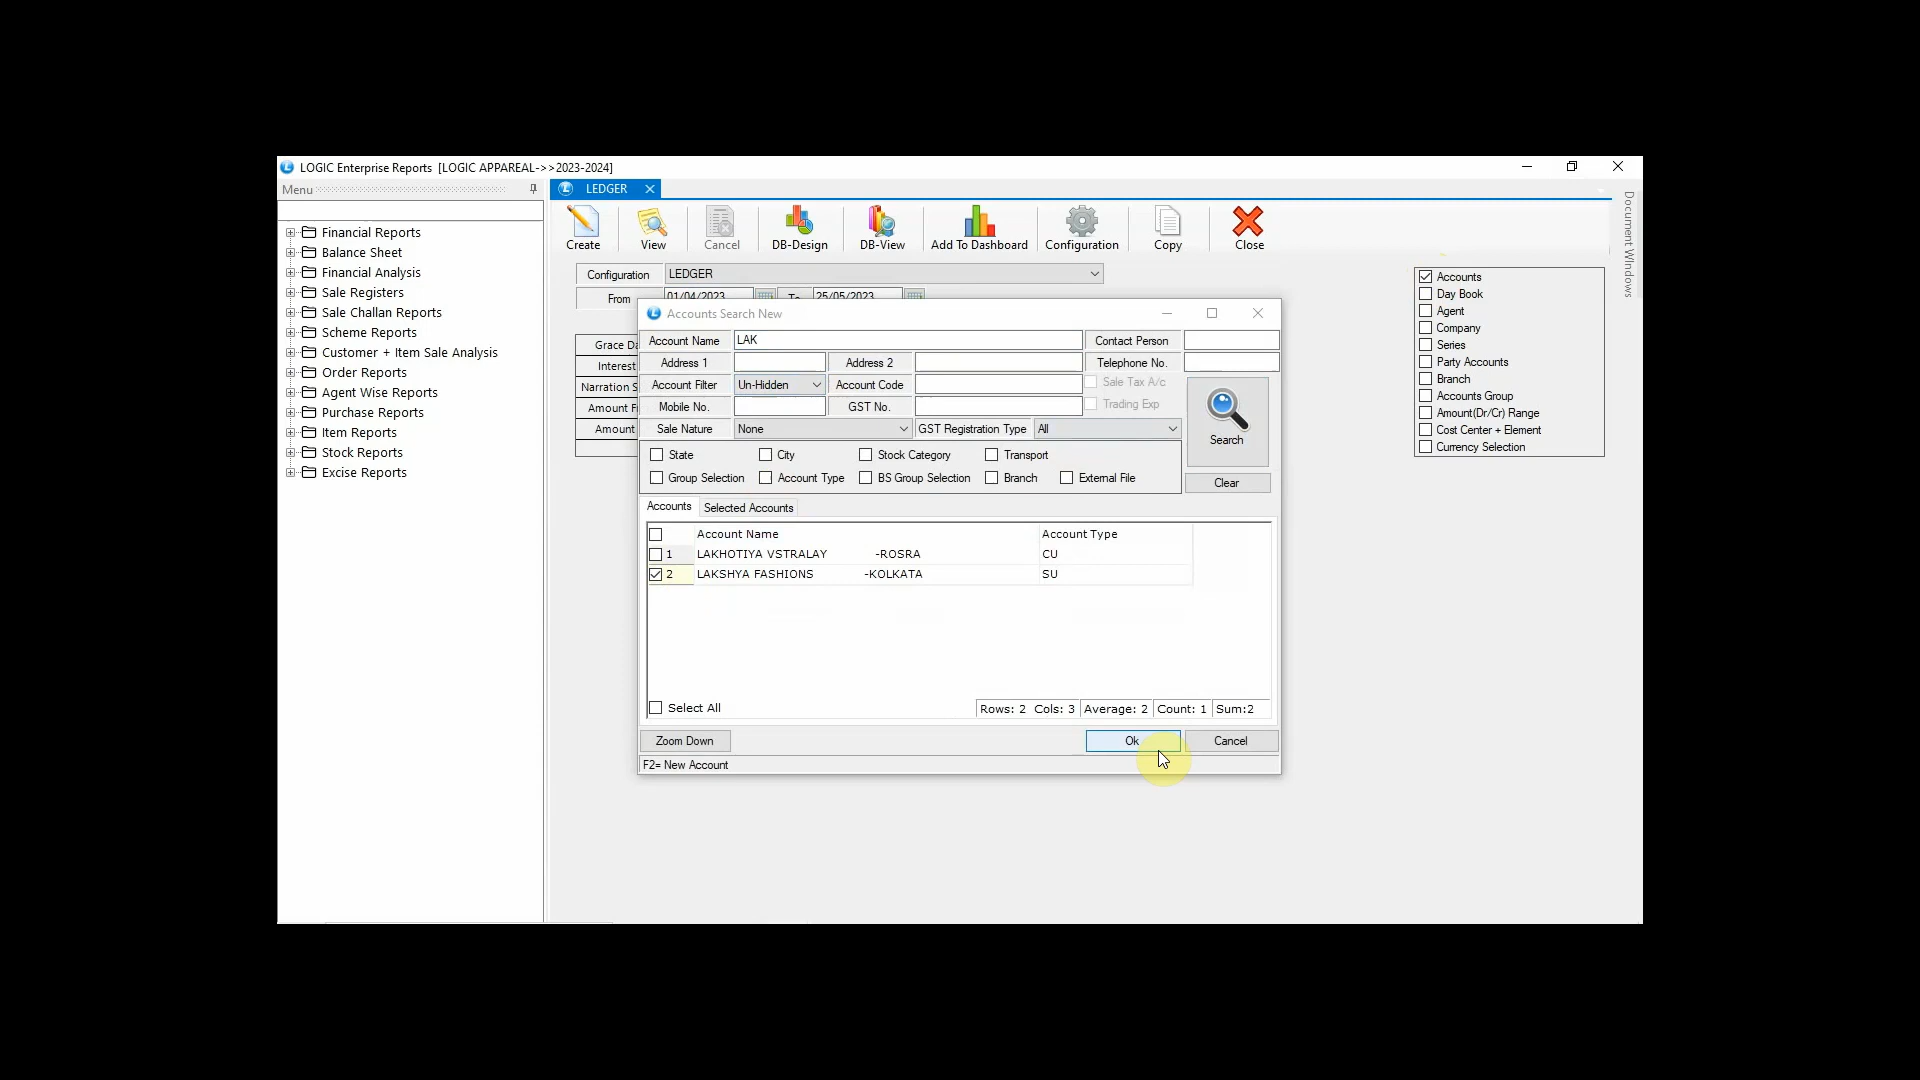 LOGIC Enterprise Reports [LOGIC APPAREAL->>2023-2024]
Menu
LEDGER
Create View Cancel DB-Design DB-View Add To Dashboard Configuration Copy Close
Document Windows
Financial Reports
Balance Sheet
Financial Analysis
Sale Registers
Sale Challan Reports
Scheme Reports
Customer + Item Sale Analysis
Order Reports
Agent Wise Reports
Purchase Reports
Item Reports
Stock Reports
Excise Reports
Configuration LEDGER
From 01/04/2023 To 25/05/2023
Interest
Amount
Accounts Search New
Account Name LAK Contact Person
Address 1 Address 2 Telephone No.
Account Filter Un-Hidden Account Code Sale Tax A/c
Mobile No. GST No. Trading Exp
Sale Nature None GST Registration Type All
Search
State City Stock Category Transport
Group Selection Account Type BS Group Selection Branch External File
Clear
Accounts Selected Accounts
Account Name Account Type
1 LAKHOTIYA VSTRALAY -ROSRA CU
2 LAKSHYA FASHIONS -KOLKATA SU
Select All
Rows: 2 Cols: 3 Average: 2 Count: 1 Sum:2
Zoom Down Ok Cancel
F2= New Account
Accounts
Day Book
Agent
Company
Series
Party Accounts
Branch
Accounts Group
Amount(Dr/Cr) Range
Cost Center + Element
Currency Selection